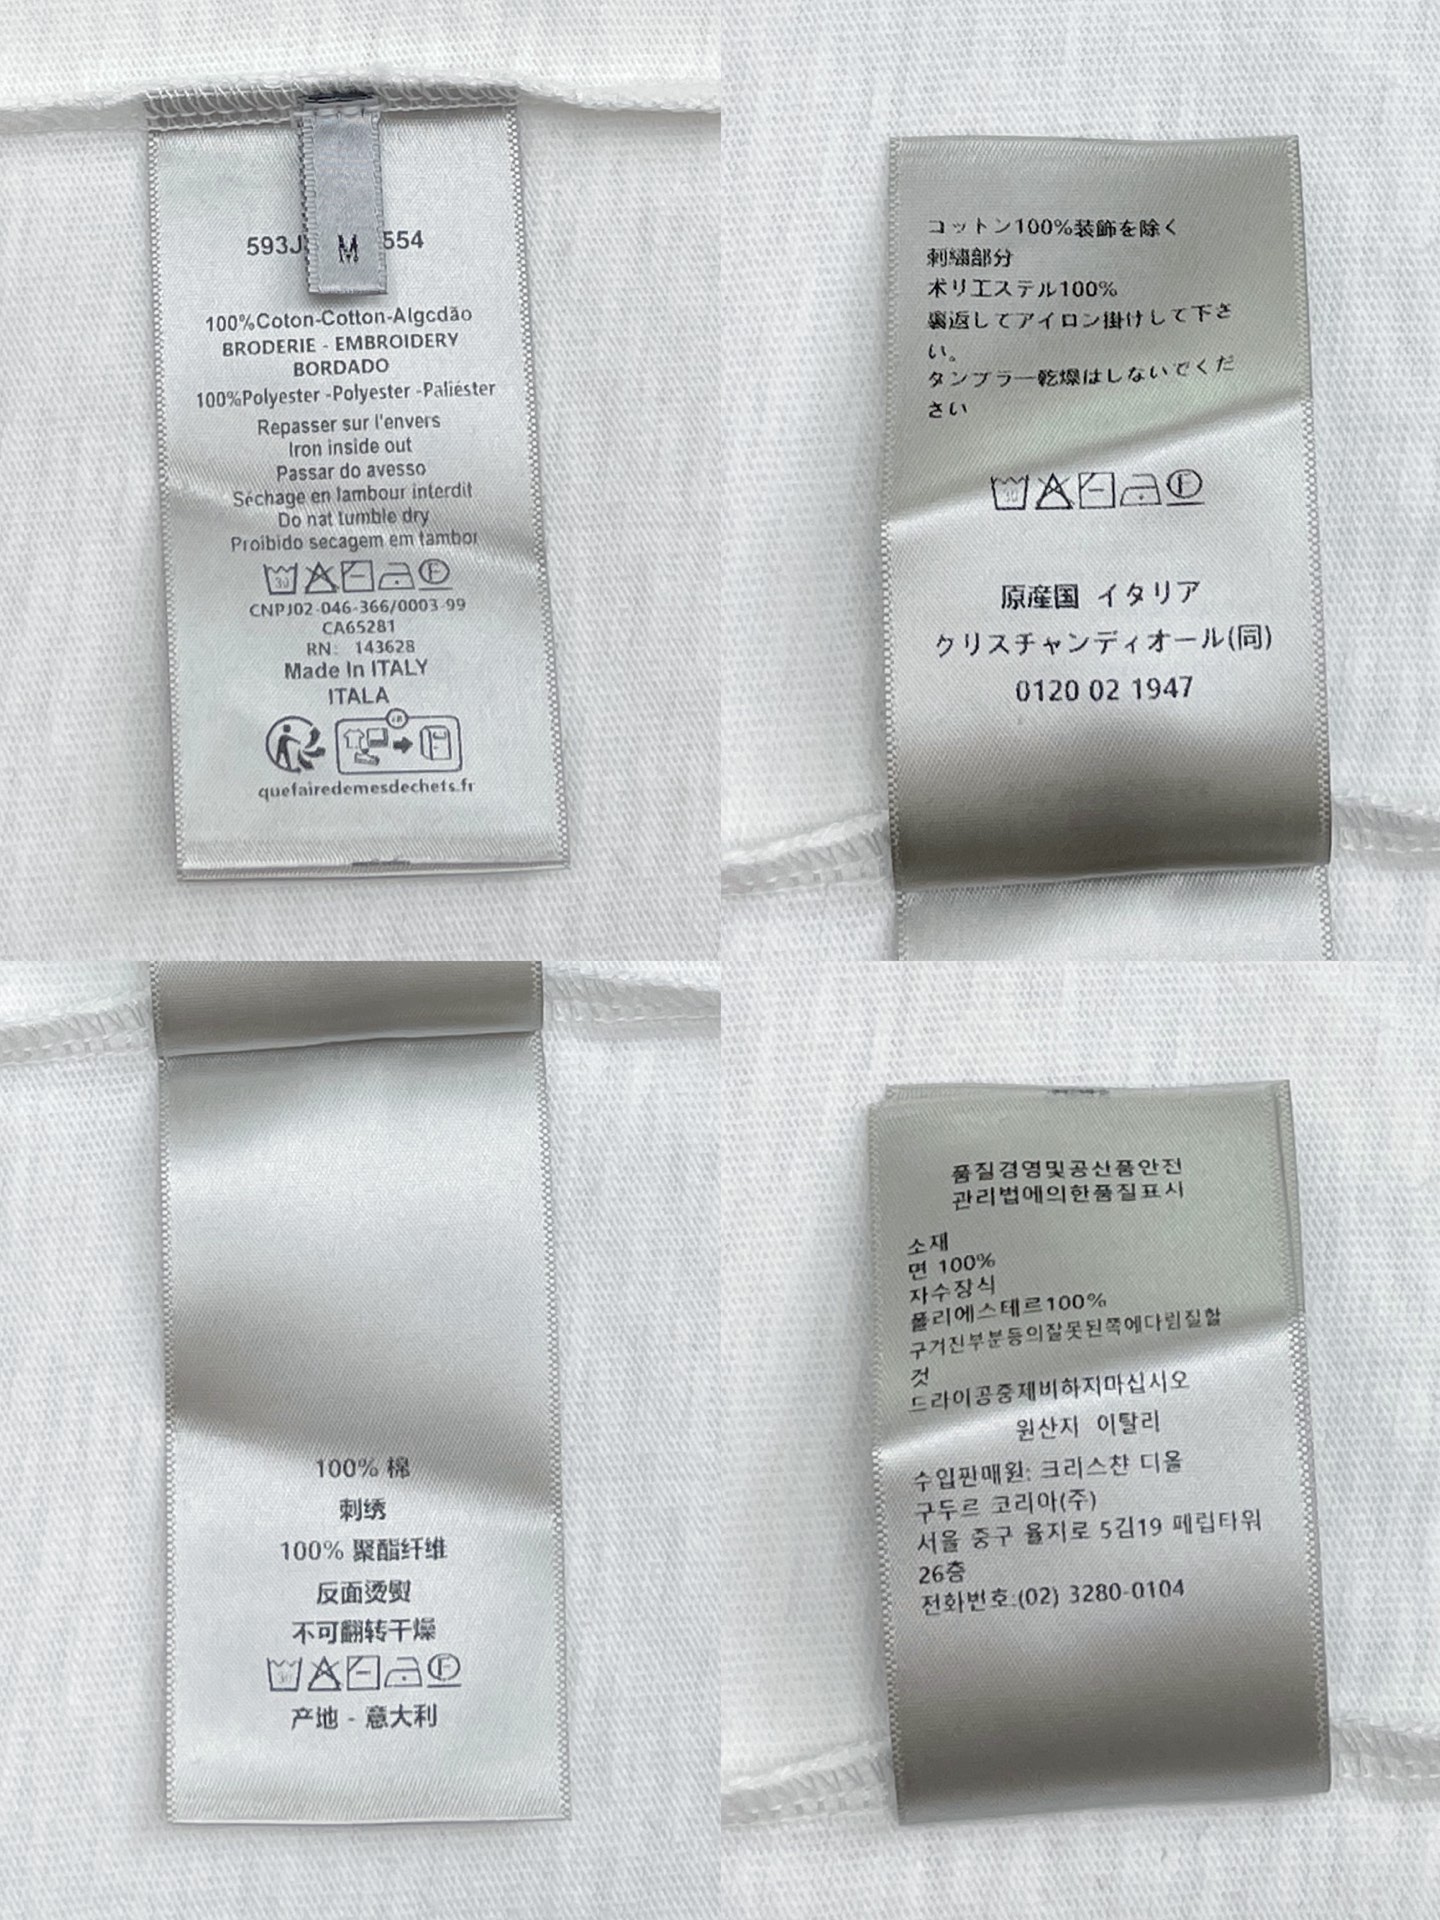 593J
M
554
100%Coton-Cotton-Algcdão
BRODERIE - EMBROIDERY
BORDADO
100%Polyester -Polyester -Paliéster
Repasser sur l'envers
Iron inside out
Passar do avesso
Séchage en lambour interdit
Do nat tumble dry
Proibido secagem em tambor
30
F
CNPJ02-046-366/0003-99
CA65281
RN: 143628
Made In ITALY
ITALA
quefairedemesdechets.fr
コットン100%装飾を除く
刺繡部分
ポリエステル100%
裏返してアイロン掛けして下さ
い。
タンブラー乾燥はしないでくだ
さい
30
F
原産国 イタリア
クリスチャンディオール(同)
0120 02 1947
100% 棉
刺绣
100% 聚酯纤维
反面烫熨
不可翻转干燥
30
F
产地 - 意大利
품질경영및공산품안전
관리법에의한품질표시
소재
면 100%
자수장식
폴리에스테르100%
구겨진부분등의잘못된쪽에다림질할
것
드라이공중제비하지마십시오
원산지 이탈리
수입판매원: 크리스챤 디올
구두르 코리아(주)
서울 중구 율지로 5김19 페럽타워
26층
전화번호:(02) 3280-0104